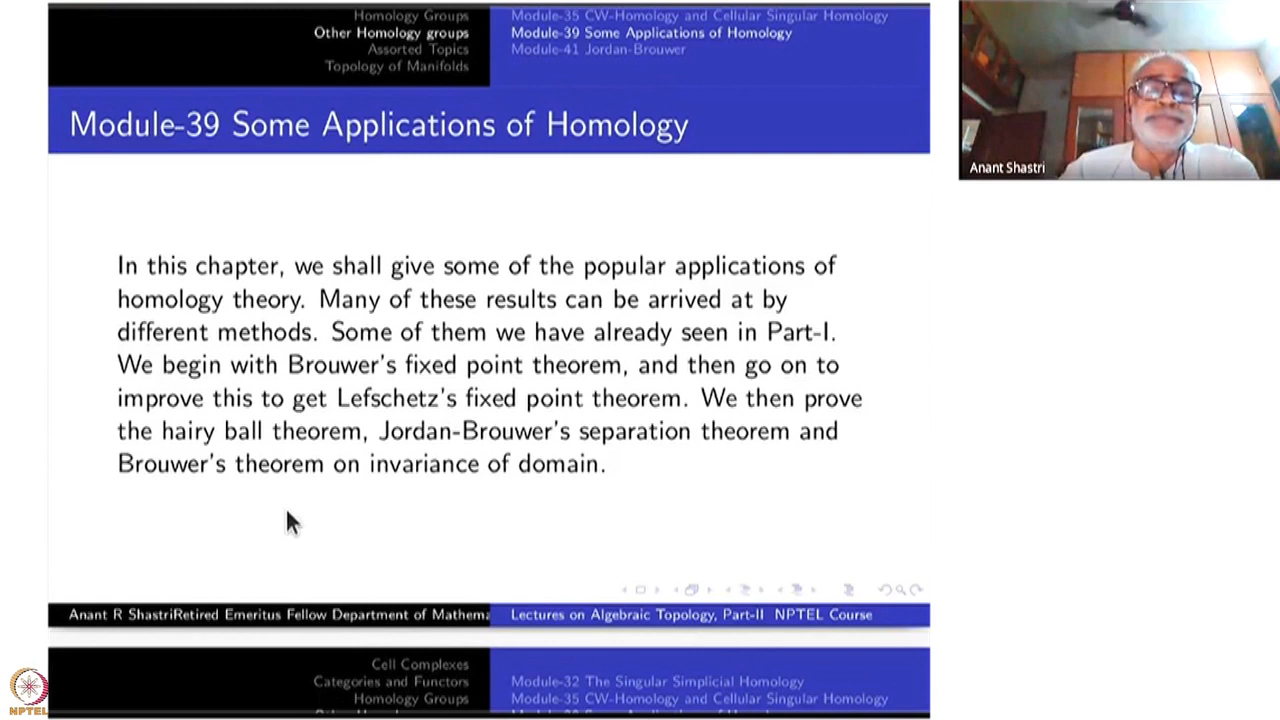 Homology Groups
Other Homology groups
Assorted Topics
Topology of Manifolds
Module-35 CW-Homology and Cellular Singular Homology
Module-39 Some Applications of Homology
Module-41 Jordan-Brouwer
Module-39 Some Applications of Homology
In this chapter, we shall give some of the popular applications of
homology theory. Many of these results can be arrived at by
different methods. Some of them we have already seen in Part-I.
We begin with Brouwer's fixed point theorem, and then go on to
improve this to get Lefschetz's fixed point theorem. We then prove
the hairy ball theorem, Jordan-Brouwer's separation theorem and
Brouwer's theorem on invariance of domain.
Anant R ShastriRetired Emeritus Fellow Department of Mathema
Lectures on Algebraic Topology, Part-II NPTEL Course
Cell Complexes
Categories and Functors
Homology Groups
Module-32 The Singular Simplicial Homology
Module-35 CW-Homology and Cellular Singular Homology
Anant Shastri
NPTEL